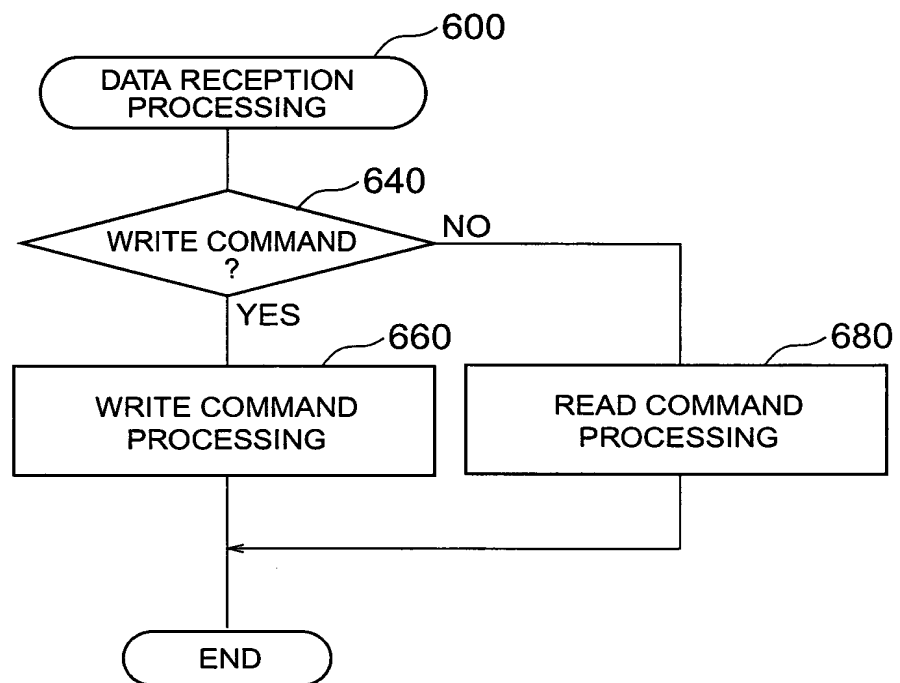 600
DATA RECEPTION
PROCESSING
640
WRITE COMMAND
?
NO
YES
660
WRITE COMMAND
PROCESSING
680
READ COMMAND
PROCESSING
END